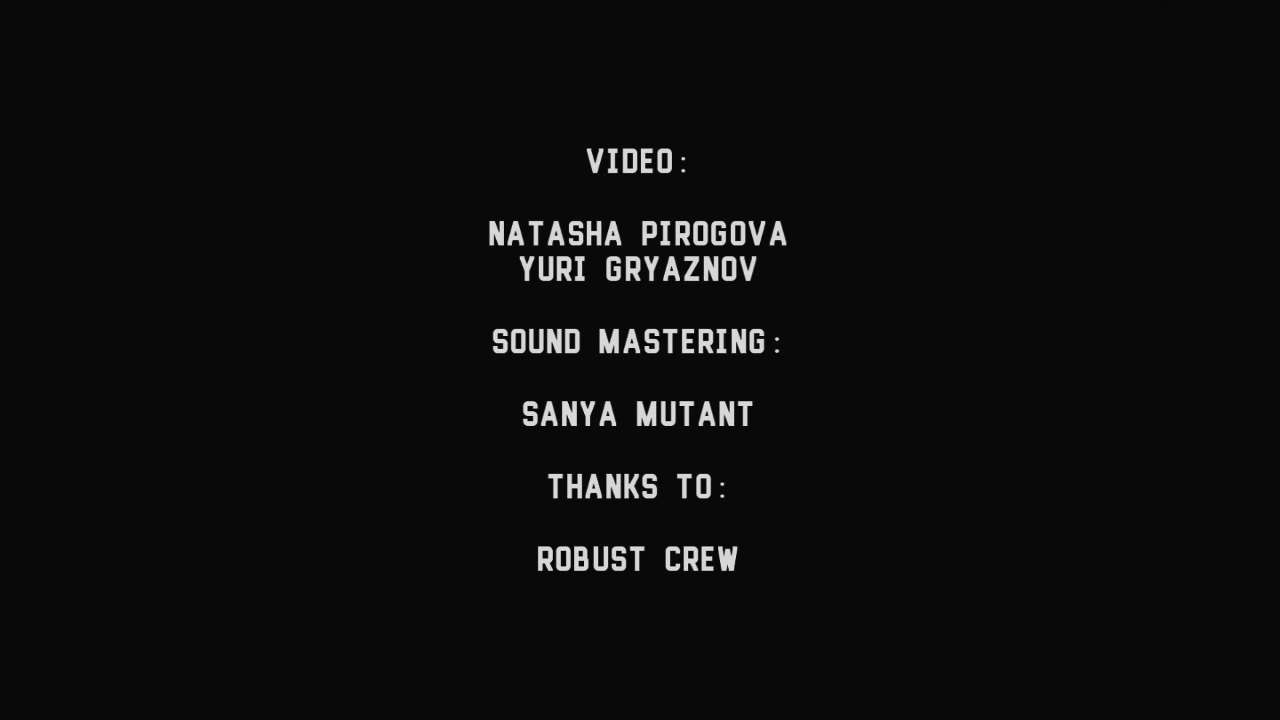 VIDEO:
NATASHA PIROGOVA
YURI GRYAZNOV
SOUND MASTERING:
SANYA MUTANT
THANKS TO:
ROBUST CREW